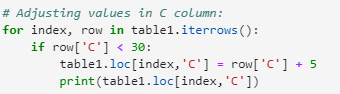 # Adjusting values in C column:
for index, row in table1.iterrows():
    if row['C'] < 30:
        table1.loc[index,'C'] = row['C'] + 5
        print(table1.loc[index,'C'])